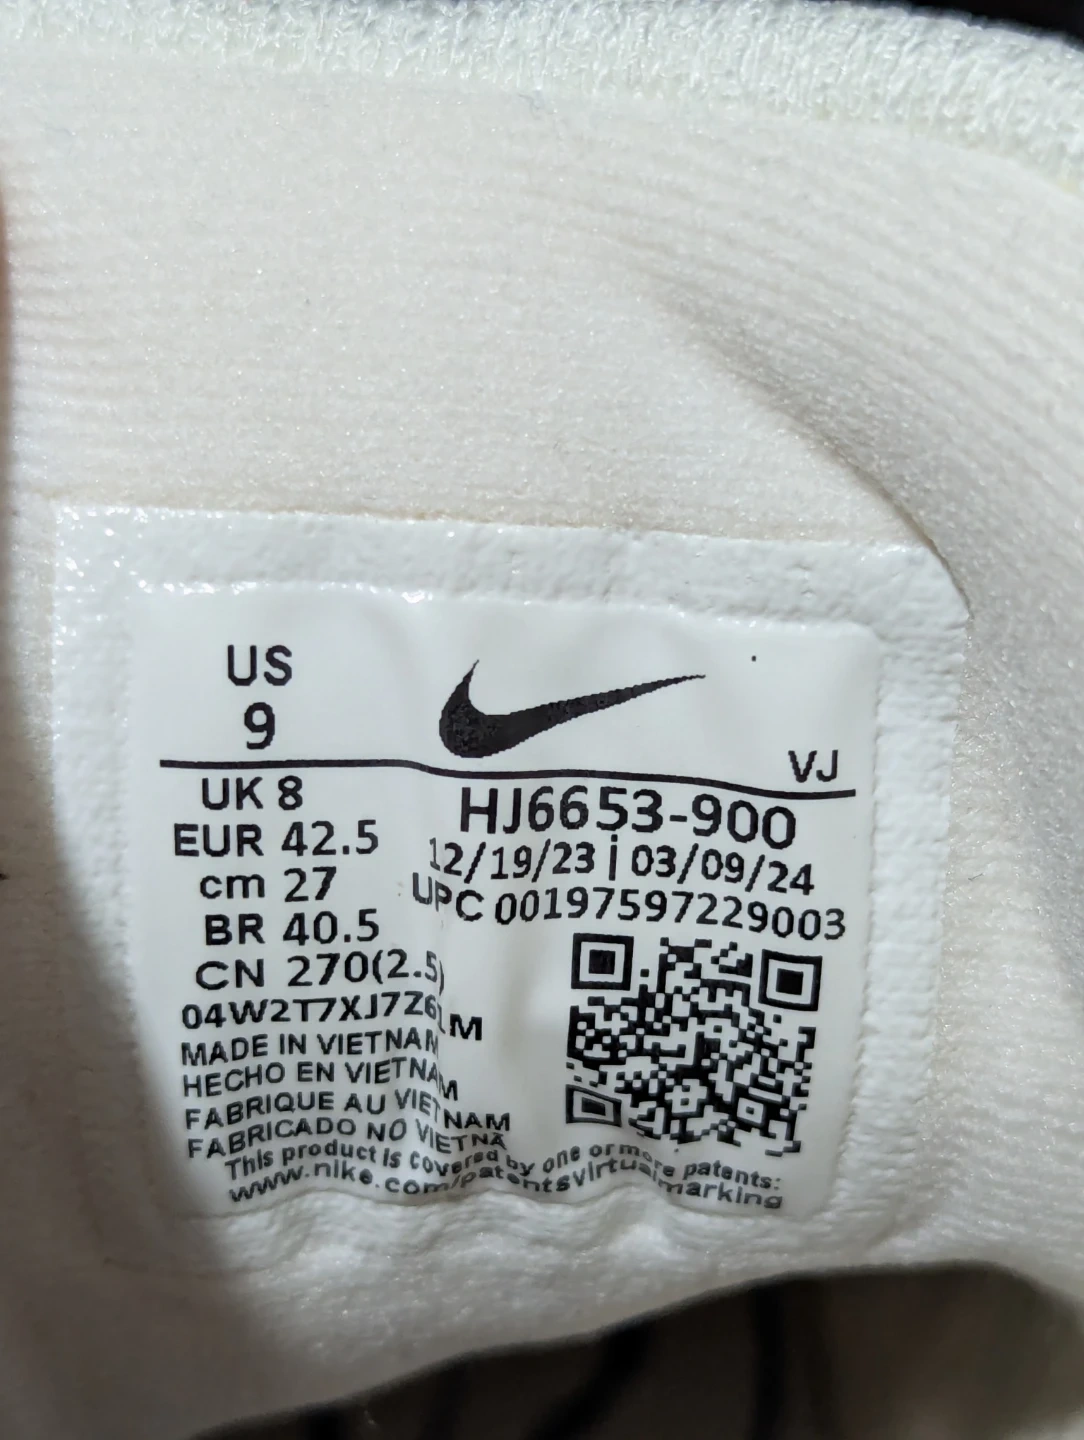 US
9
VJ
UK 8
EUR 42.5
cm 27
BR 40.5
CN 270(2.5)
HJ6653-900
12/19/23 | 03/09/24
UPC 00197597229003
04W2T7XJ7Z61M
MADE IN VIETNAM
HECHO EN VIETNAM
FABRIQUE AU VIETNAM
FABRICADO NO VIETNÃ
This product is covered by one or more patents:
www.nike.com/patentsvirtualmarking